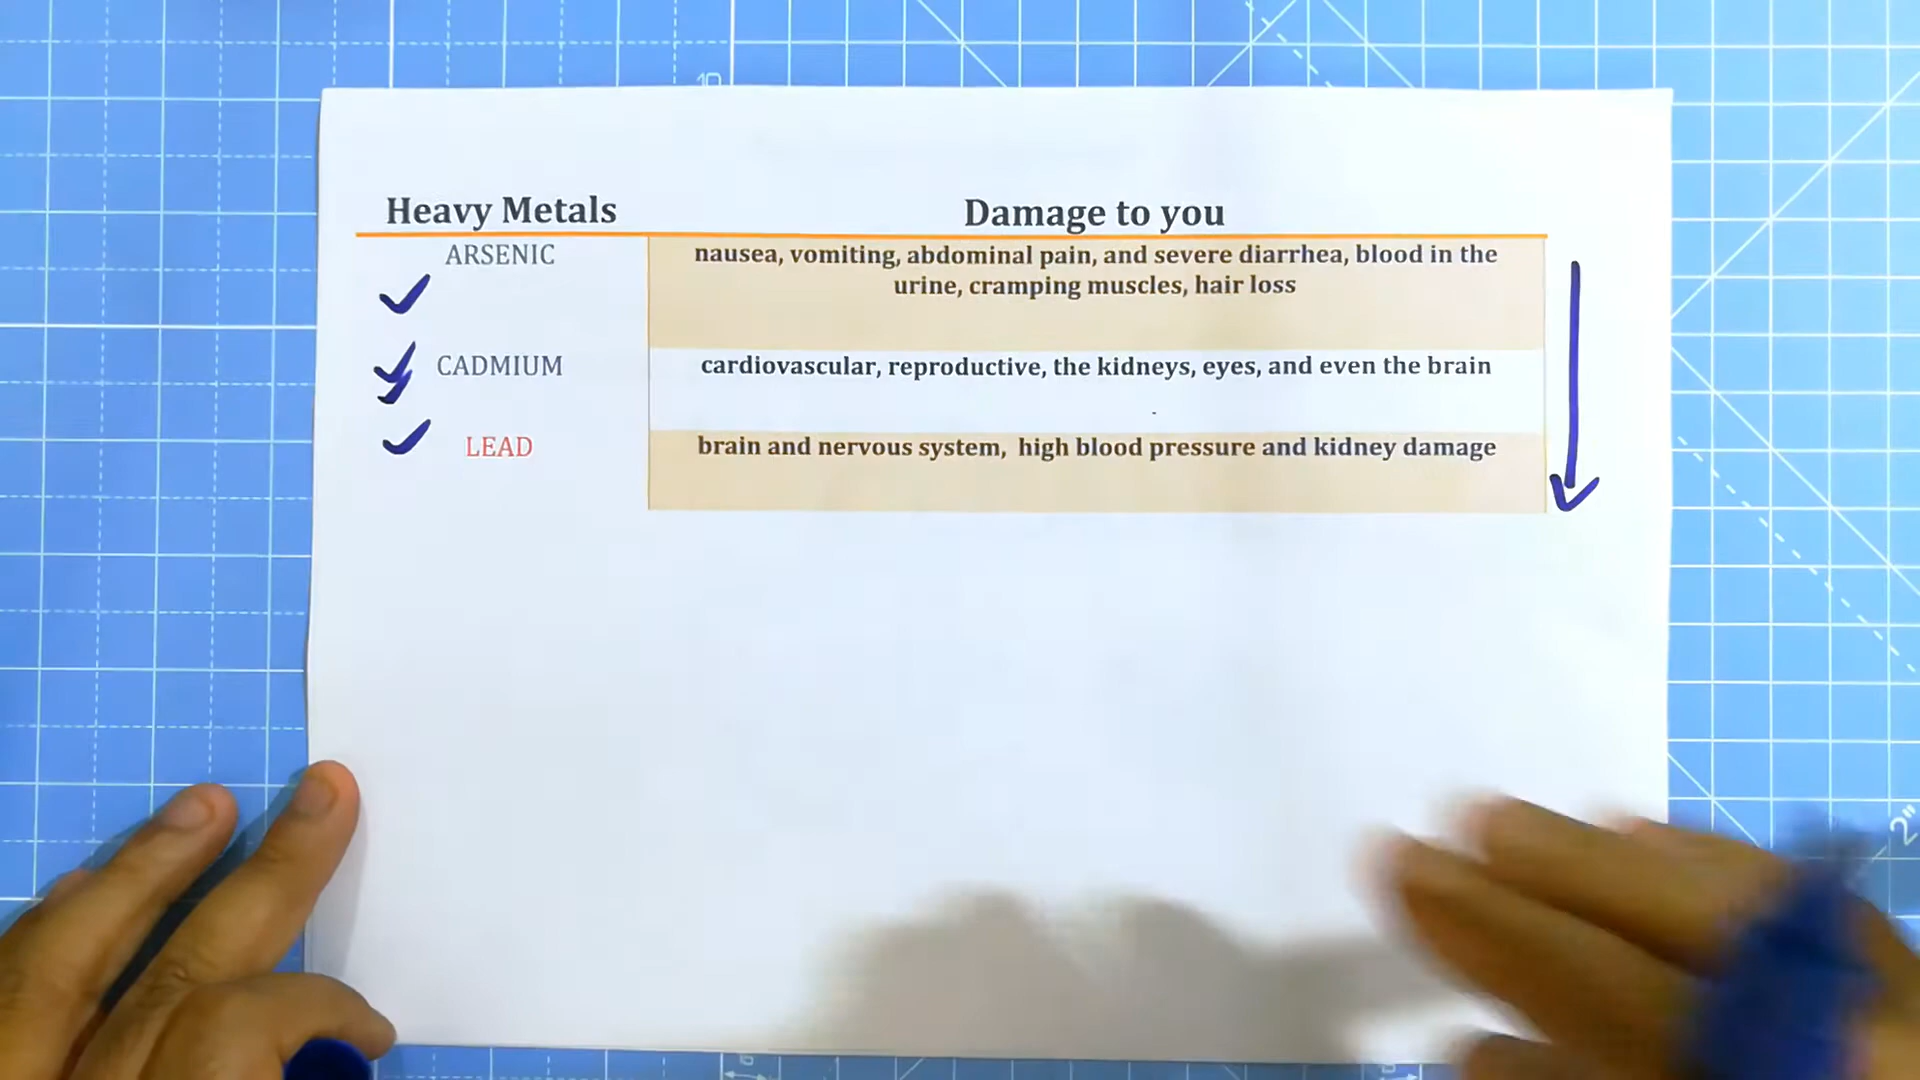 10
Heavy Metals
Damage to you
ARSENIC
nausea, vomiting, abdominal pain, and severe diarrhea, blood in the
urine, cramping muscles, hair loss
CADMIUM
cardiovascular, reproductive, the kidneys, eyes, and even the brain
LEAD
brain and nervous system,  high blood pressure and kidney damage
2"